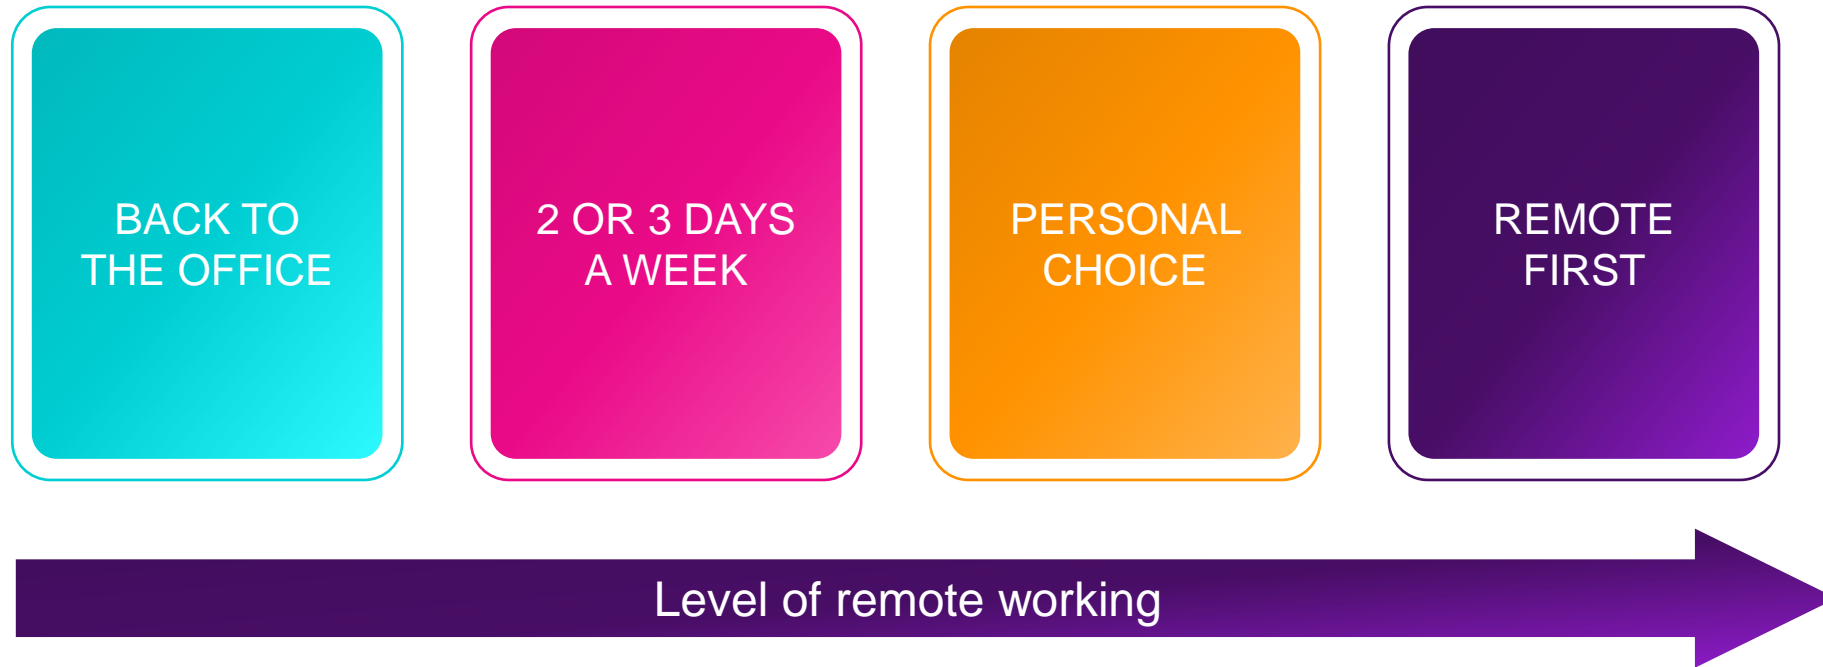 BACK TO
THE OFFICE
2 OR 3 DAYS
A WEEK
PERSONAL
CHOICE
REMOTE
FIRST
Level of remote working